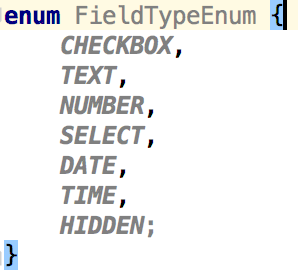 enum FieldTypeEnum {
CHECKBOX,
TEXT,
NUMBER,
SELECT,
DATE,
TIME,
HIDDEN;
}